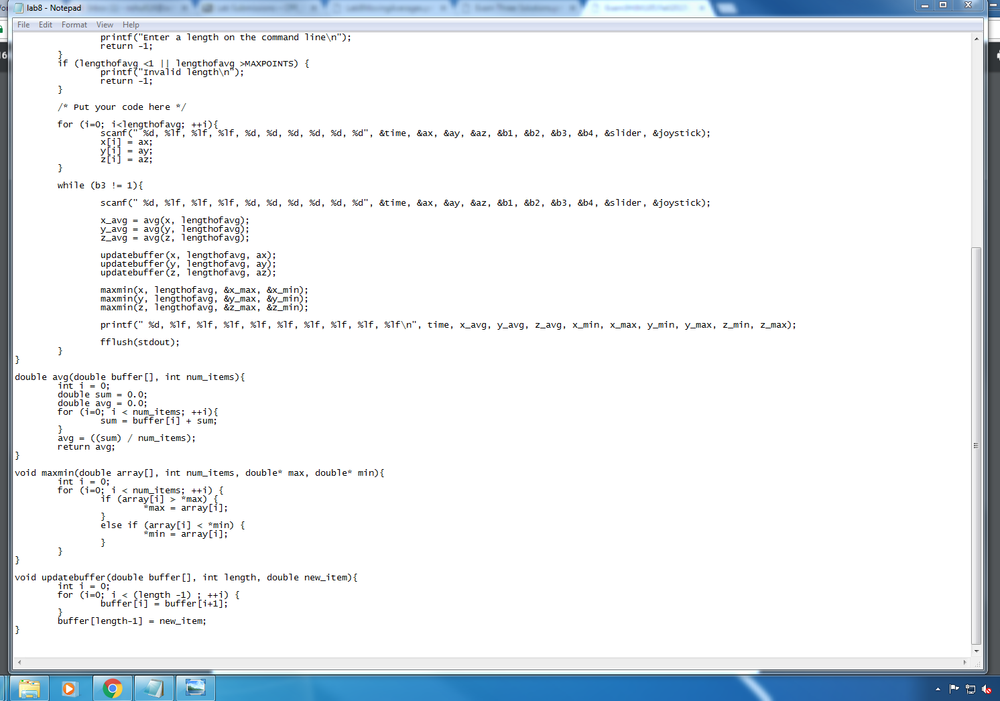 lab8 - Notepad
File Edit Format View Help
printf("Enter a length on the command line\n");
return -1;
}
if (lengthofavg <1 || lengthofavg >MAXPOINTS) {
printf("Invalid length\n");
return -1;
}
/* Put your code here */
for (i=0; i<lengthofavg; ++i){
scanf(" %d, %lf, %lf, %lf, %d, %d, %d, %d, %d, %d", &time, &ax, &ay, &az, &b1, &b2, &b3, &b4, &slider, &joystick);
x[i] = ax;
y[i] = ay;
z[i] = az;
}
while (b3 != 1){
scanf(" %d, %lf, %lf, %lf, %d, %d, %d, %d, %d, %d", &time, &ax, &ay, &az, &b1, &b2, &b3, &b4, &slider, &joystick);
x_avg = avg(x, lengthofavg);
y_avg = avg(y, lengthofavg);
z_avg = avg(z, lengthofavg);
updatebuffer(x, lengthofavg, ax);
updatebuffer(y, lengthofavg, ay);
updatebuffer(z, lengthofavg, az);
maxmin(x, lengthofavg, &x_max, &x_min);
maxmin(y, lengthofavg, &y_max, &y_min);
maxmin(z, lengthofavg, &z_max, &z_min);
printf(" %d, %lf, %lf, %lf, %lf, %lf, %lf, %lf, %lf, %lf\n", time, x_avg, y_avg, z_avg, x_min, x_max, y_min, y_max, z_min, z_max);
fflush(stdout);
}
}
double avg(double buffer[], int num_items){
int i = 0;
double sum = 0.0;
double avg = 0.0;
for (i=0; i < num_items; ++i){
sum = buffer[i] + sum;
}
avg = ((sum) / num_items);
return avg;
}
void maxmin(double array[], int num_items, double* max, double* min){
int i = 0;
for (i=0; i < num_items; ++i) {
if (array[i] > *max) {
*max = array[i];
}
else if (array[i] < *min) {
*min = array[i];
}
}
}
void updatebuffer(double buffer[], int length, double new_item){
int i = 0;
for (i=0; i < (length -1) ; ++i) {
buffer[i] = buffer[i+1];
}
buffer[length-1] = new_item;
}